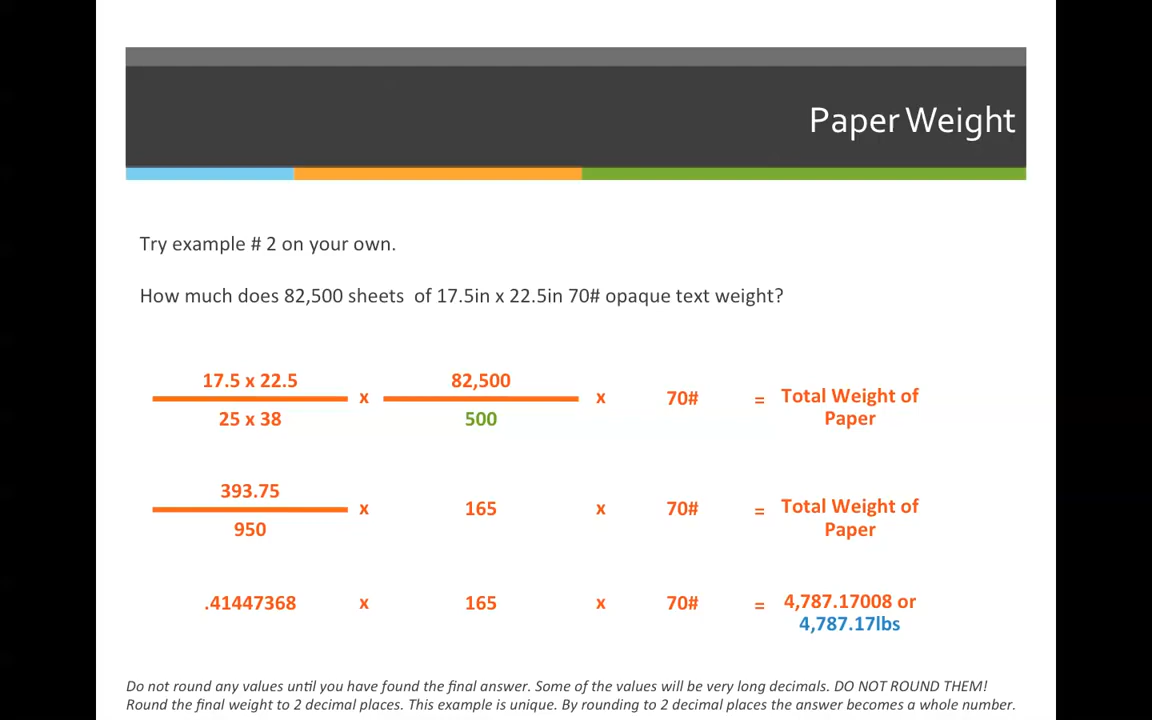 Paper Weight
Try example # 2 on your own.
How much does 82,500 sheets  of 17.5in x 22.5in 70# opaque text weight?
17.5 x 22.5
25 x 38
x
82,500
500
x
70#
=
Total Weight of
Paper
393.75
950
x
165
x
70#
=
Total Weight of
Paper
.41447368
x
165
x
70#
=
4,787.17008 or
4,787.17lbs
Do not round any values until you have found the final answer. Some of the values will be very long decimals. DO NOT ROUND THEM!
Round the final weight to 2 decimal places. This example is unique. By rounding to 2 decimal places the answer becomes a whole number.